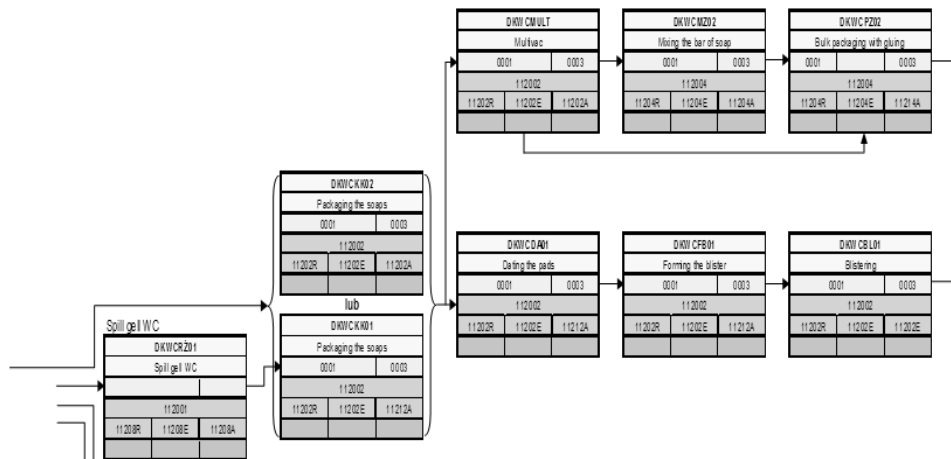 DKWCMULT
Multivac
0001 0003
112002
11202R 11202E 11202A
DKWCMZ02
Mixing the bar of soap
0001 0003
112004
11204R 11204E 11204A
DKWCPZ02
Bulk packaging with gluing
0001 0003
112004
11204R 11204E 11214A
DKWCKK02
Packaging the soaps
0001 0003
112002
11202R 11202E 11202A
lub
DKWCKK01
Packaging the soaps
0001 0003
112002
11202R 11202E 11212A
Spill gell WC
DKWCRŻ01
Spill gell WC
112001
11208R 11208E 11208A
DKWCDA01
Dating the pads
0001 0003
112002
11202R 11202E 11212A
DKWCFB01
Forming the blister
0001 0003
112002
11202R 11202E 11212A
DKWCBL01
Blistering
0001 0003
112002
11202R 11202E 11202E